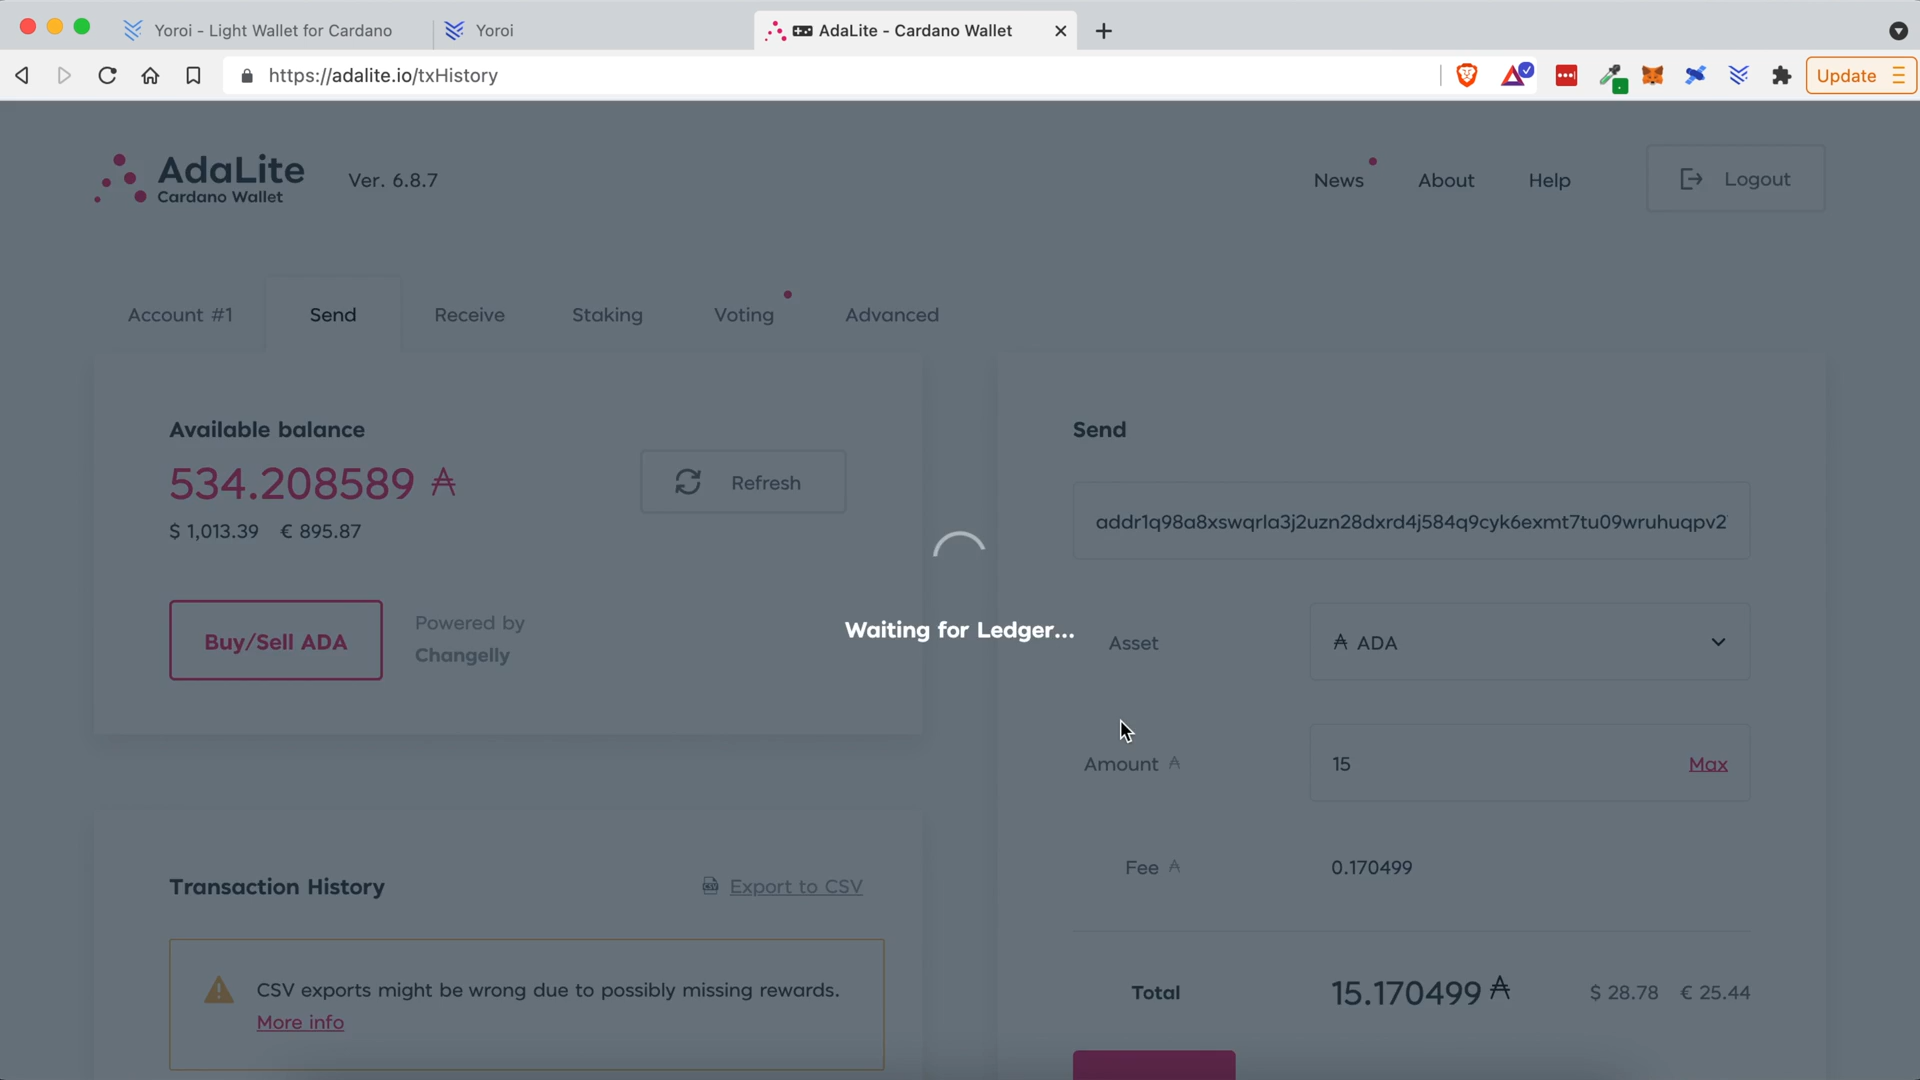 Yoroi - Light Wallet for Cardano
Yoroi
AdaLite - Cardano Wallet
https://adalite.io/txHistory
Update
AdaLite
Cardano Wallet
Ver. 6.8.7
News
About
Help
Logout
Account #1
Send
Receive
Staking
Voting
Advanced
Available balance
534.208589 ₳
$ 1,013.39 € 895.87
Refresh
Buy/Sell ADA
Powered by
Changelly
Send
addr1q98a8xswqrla3j2uzn28dxrd4j584q9cyk6exmt7tu09wruhuqpv2
Waiting for Ledger...
Asset
₳ ADA
Amount ₳
15
Max
Fee ₳
0.170499
Total
15.170499 ₳
$ 28.78 € 25.44
Transaction History
Export to CSV
CSV exports might be wrong due to possibly missing rewards.
More info